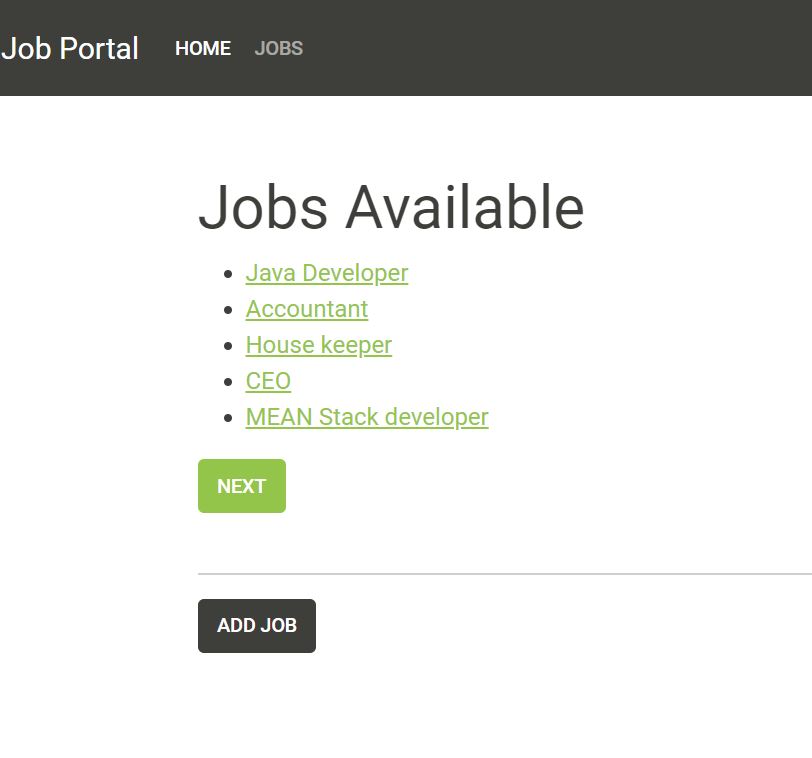 Job Portal HOME JOBS
Jobs Available
Java Developer
Accountant
House keeper
CEO
MEAN Stack developer
NEXT
ADD JOB